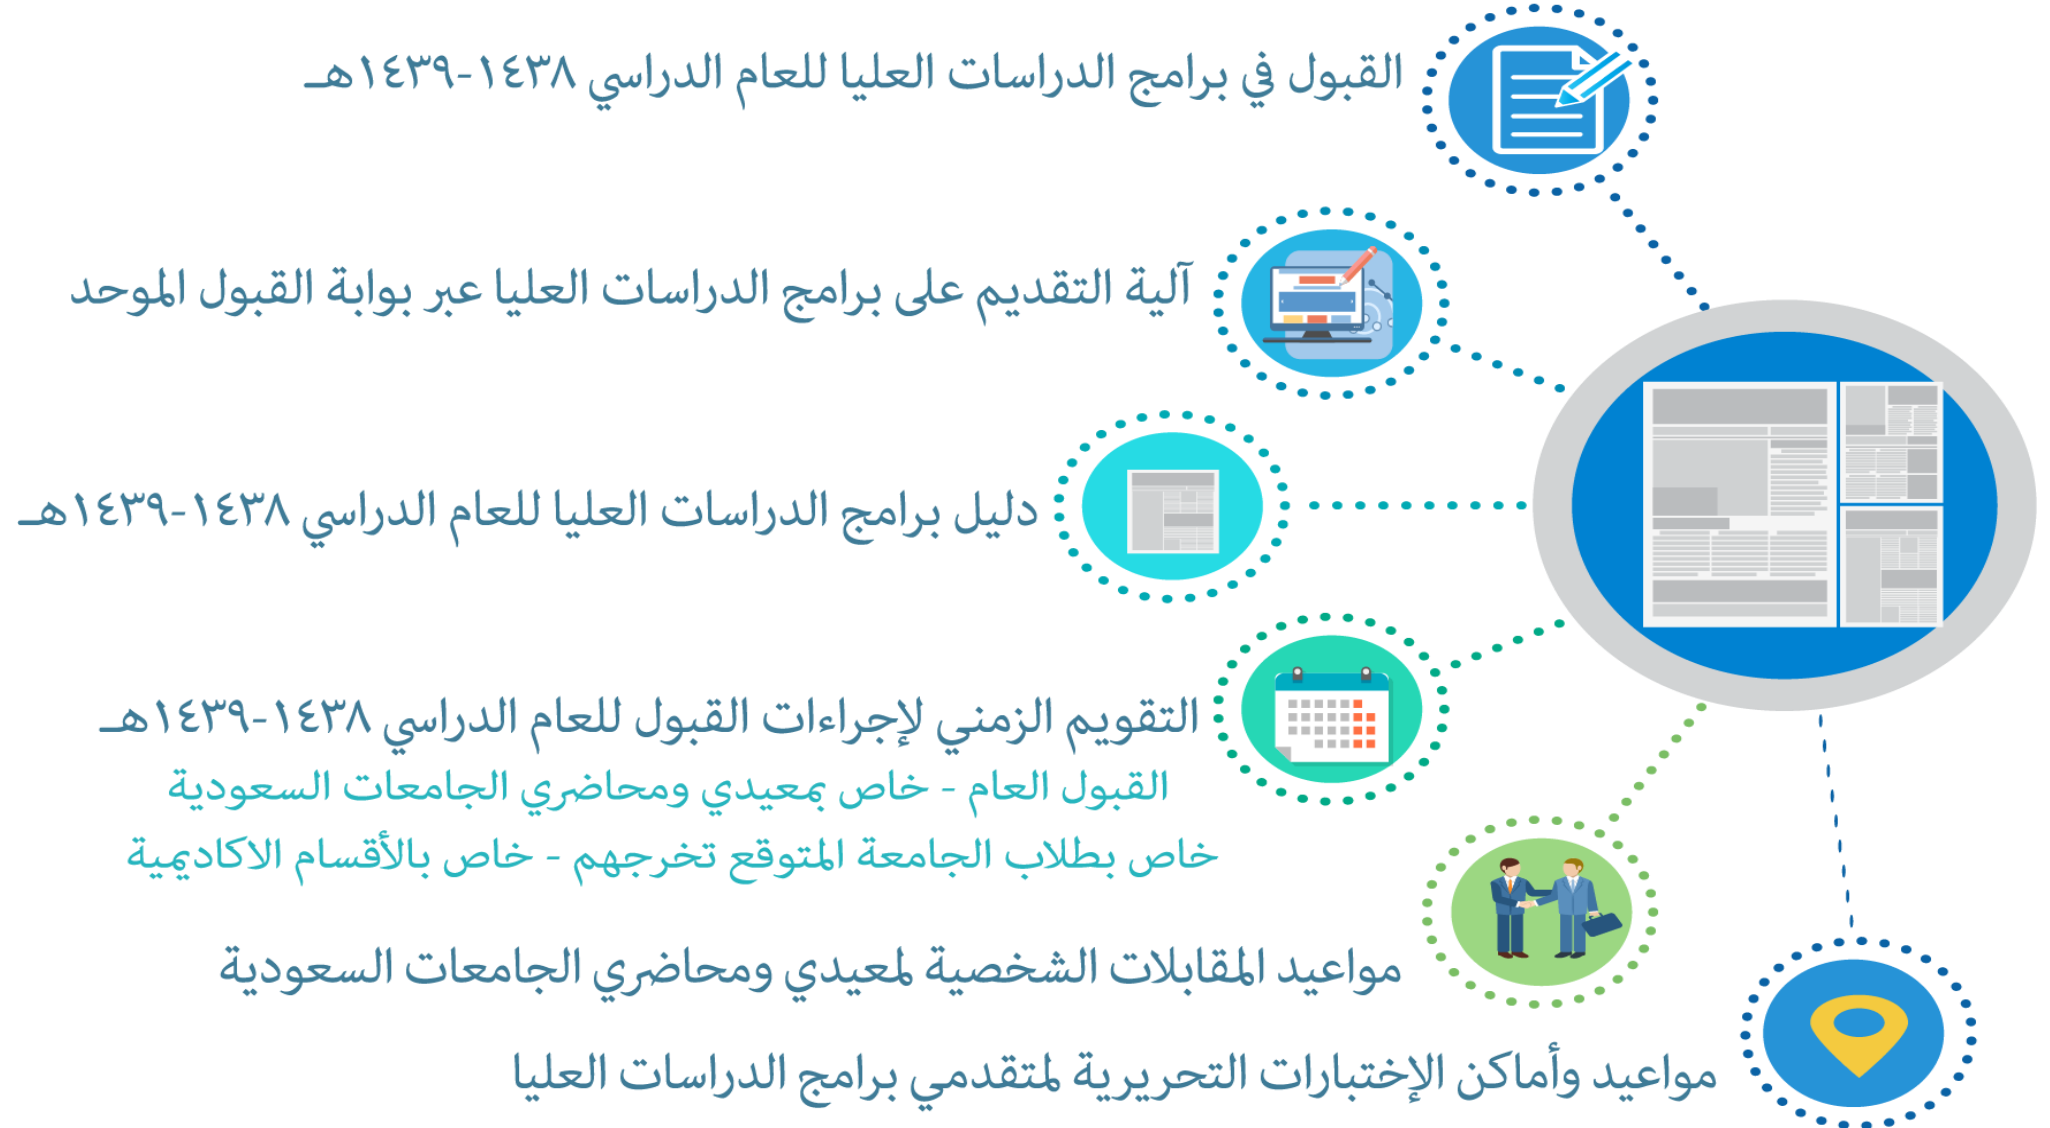 القبول في برامج الدراسات العليا للعام الدراسي ١٤٣٨-١٤٣٩هـ
آلية التقديم على برامج الدراسات العليا عبر بوابة القبول الموحد
دليل برامج الدراسات العليا للعام الدراسي ١٤٣٨-١٤٣٩هـ
التقويم الزمني لإجراءات القبول للعام الدراسي ١٤٣٨-١٤٣٩هـ
القبول العام - خاص بمعيدي ومحاضري الجامعات السعودية
خاص بطلاب الجامعة المتوقع تخرجهم - خاص بالأقسام الاكاديمية
مواعيد المقابلات الشخصية لمعيدي ومحاضري الجامعات السعودية
مواعيد وأماكن الإختبارات التحريرية لمتقدمي برامج الدراسات العليا